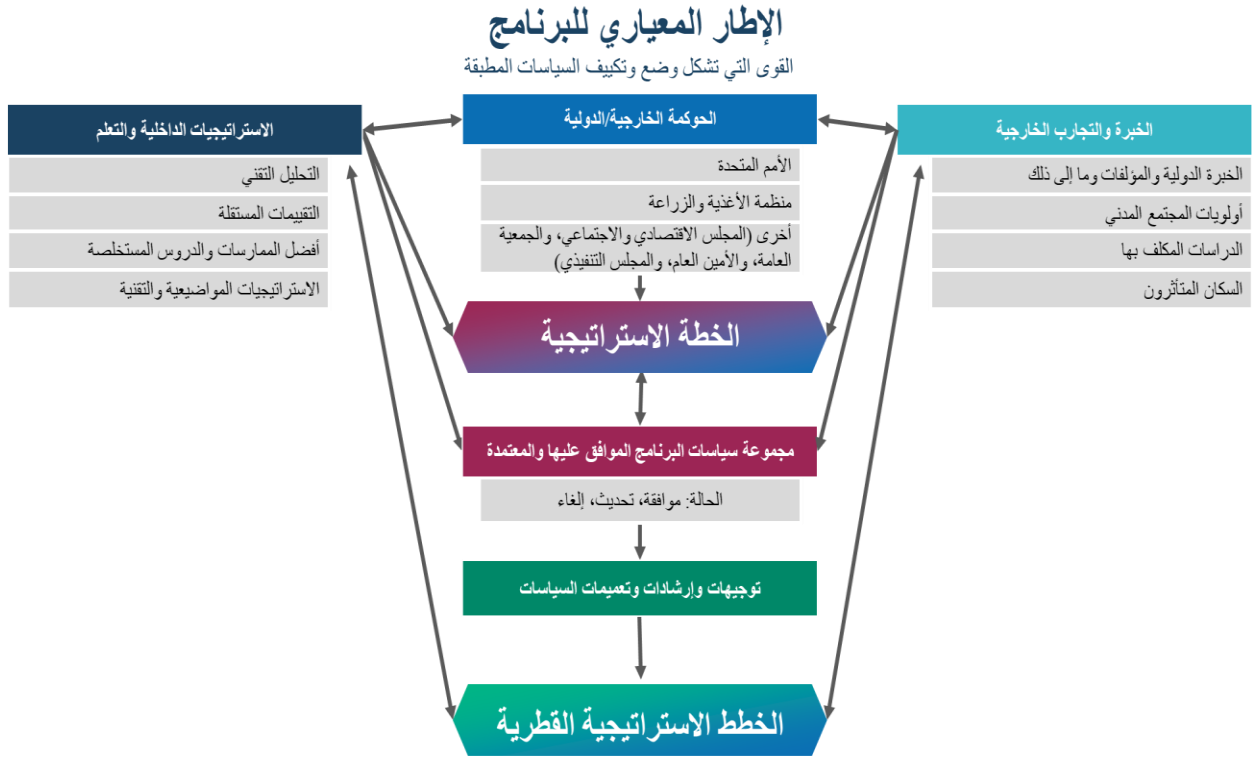 الإطار المعياري للبرنامج
القوى التي تشكل وضع وتكييف السياسات المطبقة
الخبرة والتجارب الخارجية
الخبرة الدولية والمؤلفات وما إلى ذلك
أولويات المجتمع المدني
الدراسات المكلف بها
السكان المتأثرون
الحوكمة الخارجية/الدولية
الأمم المتحدة
منظمة الأغذية والزراعة
أخرى (المجلس الاقتصادي والاجتماعي، والجمعية
العامة، والأمين العام، والمجلس التنفيذي)
الاستراتيجيات الداخلية والتعلم
التحليل التقني
التقييمات المستقلة
أفضل الممارسات والدروس المستخلصة
الاستراتيجيات المواضيعية والتقنية
الخطة الاستراتيجية
مجموعة سياسات البرنامج الموافق عليها والمعتمدة
الحالة: موافقة، تحديث، إلغاء
توجيهات وإرشادات وتعميمات السياسات
الخطط الاستراتيجية القطرية